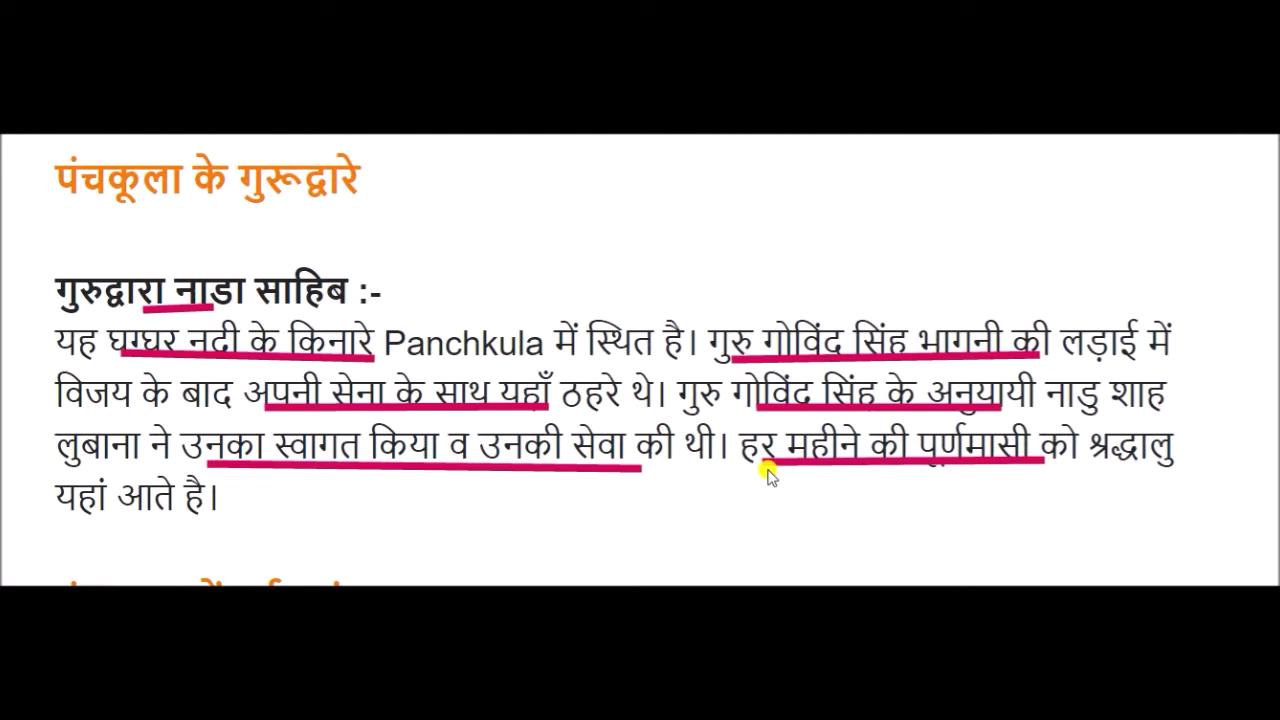 पंचकूला के गुरूद्वारे
गुरुद्वारा नाडा साहिब :-
यह घग्घर नदी के किनारे Panchkula में स्थित है। गुरु गोविंद सिंह भागनी की लड़ाई में
विजय के बाद अपनी सेना के साथ यहाँ ठहरे थे। गुरु गोविंद सिंह के अनुयायी नाडु शाह
लुबाना ने उनका स्वागत किया व उनकी सेवा की थी। हर महीने की पूर्णमासी को श्रद्धालु
यहां आते है।